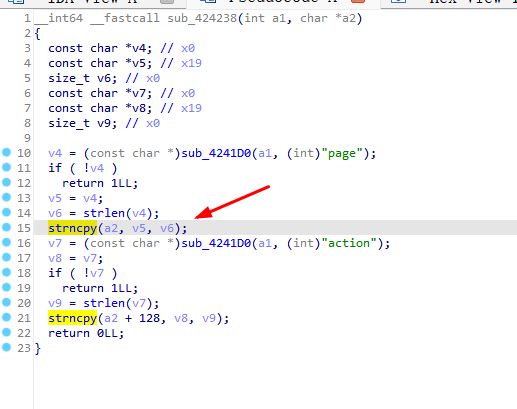 1 __int64 __fastcall sub_424238(int a1, char *a2)
2 {
3   const char *v4; // x0
4   const char *v5; // x19
5   size_t v6; // x0
6   const char *v7; // x0
7   const char *v8; // x19
8   size_t v9; // x0
9
10   v4 = (const char *)sub_4241D0(a1, (int)"page");
11   if ( !v4 )
12     return 1LL;
13   v5 = v4;
14   v6 = strlen(v4);
15   strncpy(a2, v5, v6);
16   v7 = (const char *)sub_4241D0(a1, (int)"action");
17   v8 = v7;
18   if ( !v7 )
19     return 1LL;
20   v9 = strlen(v7);
21   strncpy(a2 + 128, v8, v9);
22   return 0LL;
23 }